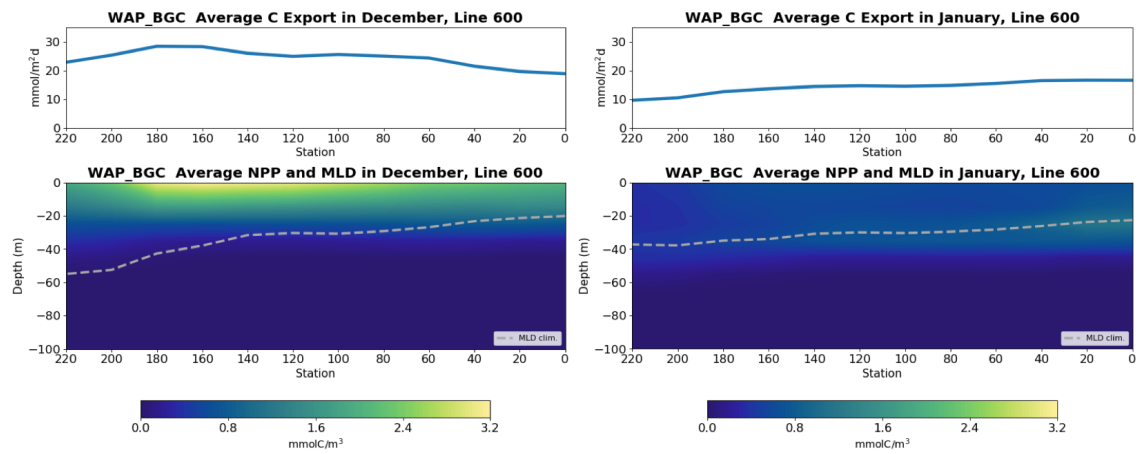 WAP_BGC Average C Export in December, Line 600
mmol/m²d
30
20
10
0
220 200 180 160 140 120 100 80 60 40 20 0
Station
WAP_BGC Average NPP and MLD in December, Line 600
Depth (m)
0
−20
−40
−60
−80
−100
MLD clim.
220 200 180 160 140 120 100 80 60 40 20 0
Station
0.0 0.8 1.6 2.4 3.2
mmolC/m³
WAP_BGC Average C Export in January, Line 600
mmol/m²d
30
20
10
0
220 200 180 160 140 120 100 80 60 40 20 0
Station
WAP_BGC Average NPP and MLD in January, Line 600
Depth (m)
0
−20
−40
−60
−80
−100
MLD clim.
220 200 180 160 140 120 100 80 60 40 20 0
Station
0.0 0.8 1.6 2.4 3.2
mmolC/m³